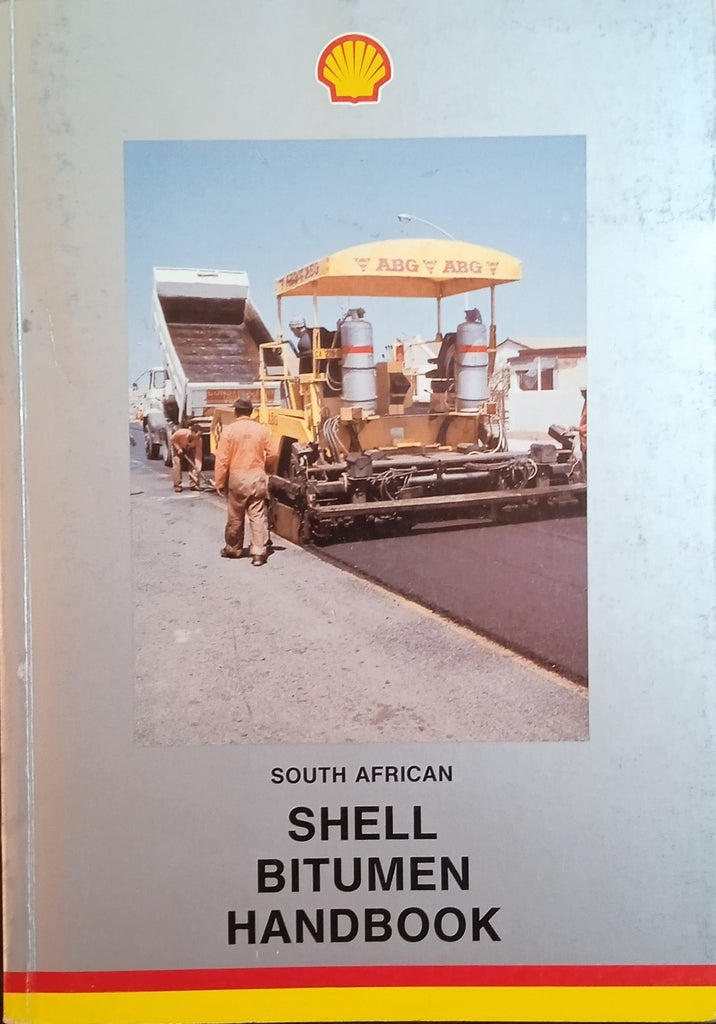 ABG ABG
SOUTH AFRICAN
SHELL
BITUMEN
HANDBOOK